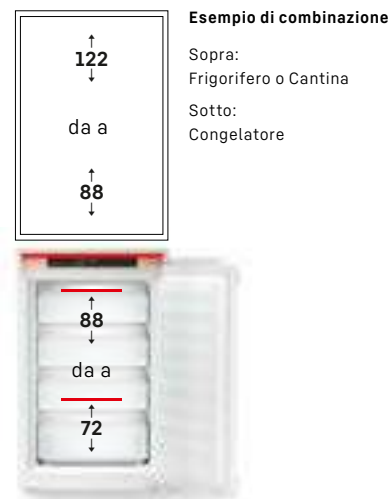 Esempio di combinazione
122
Sopra:
Frigorifero o Cantina
da a
Sotto:
Congelatore
88
88
da a
72